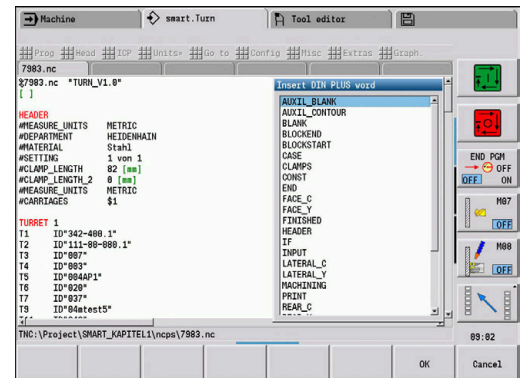 Machine
smart.Turn
Tool editor
Prog Head ICP Units» Go to Config Misc Extras Graph.
7983.nc
%7983.nc "TURN_V1.0"
[ ]
HEADER
#MEASURE_UNITS METRIC
#DEPARTMENT HEIDENHAIN
#MATERIAL Stahl
#SETTING 1 von 1
#CLAMP_LENGTH 82 [mm]
#CLAMP_LENGTH_2 0 [mm]
#MEASURE_UNITS METRIC
#CARRIAGES $1
TURRET 1
T1 ID"342-400.1"
T2 ID"111-80-080.1"
T3 ID"007"
T4 ID"003"
T5 ID"004AP1"
T6 ID"020"
T7 ID"037"
T9 ID"04mtest5"
Insert DIN PLUS word
AUXIL_BLANK
AUXIL_CONTOUR
BLANK
BLOCKEND
BLOCKSTART
CASE
CLAMPS
CONST
END
FACE_C
FACE_Y
FINISHED
HEADER
IF
INPUT
LATERAL_C
LATERAL_Y
MACHINING
PRINT
REAR_C
TNC:\Project\SMART_KAPITEL1\ncps\7983.nc
END PGM
OFF
OFF ON
M07
OFF
M08
OFF
09:02
OK
Cancel